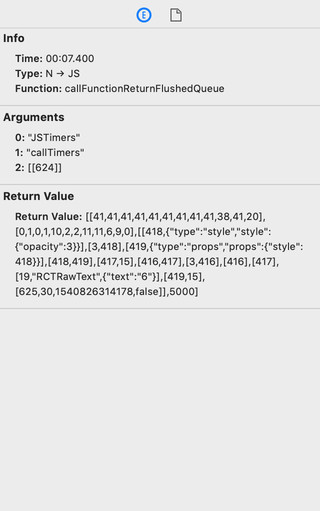 E
Info
Time: 00:07.400
Type: N → JS
Function: callFunctionReturnFlushedQueue
Arguments
0: "JSTimers"
1: "callTimers"
2: [[624]]
Return Value
Return Value: [[41,41,41,41,41,41,41,41,41,38,41,20],
[0,1,0,1,10,2,2,11,11,6,9,0],[[418,{"type":"style","style":
{"opacity":3}}],[3,418],[419,{"type":"props","props":{"style":
418}}],[418,419],[417,15],[416,417],[3,416],[416],[417],
[19,"RCTRawText",{"text":"6"}],[419,15],
[625,30,1540826314178,false]],5000]